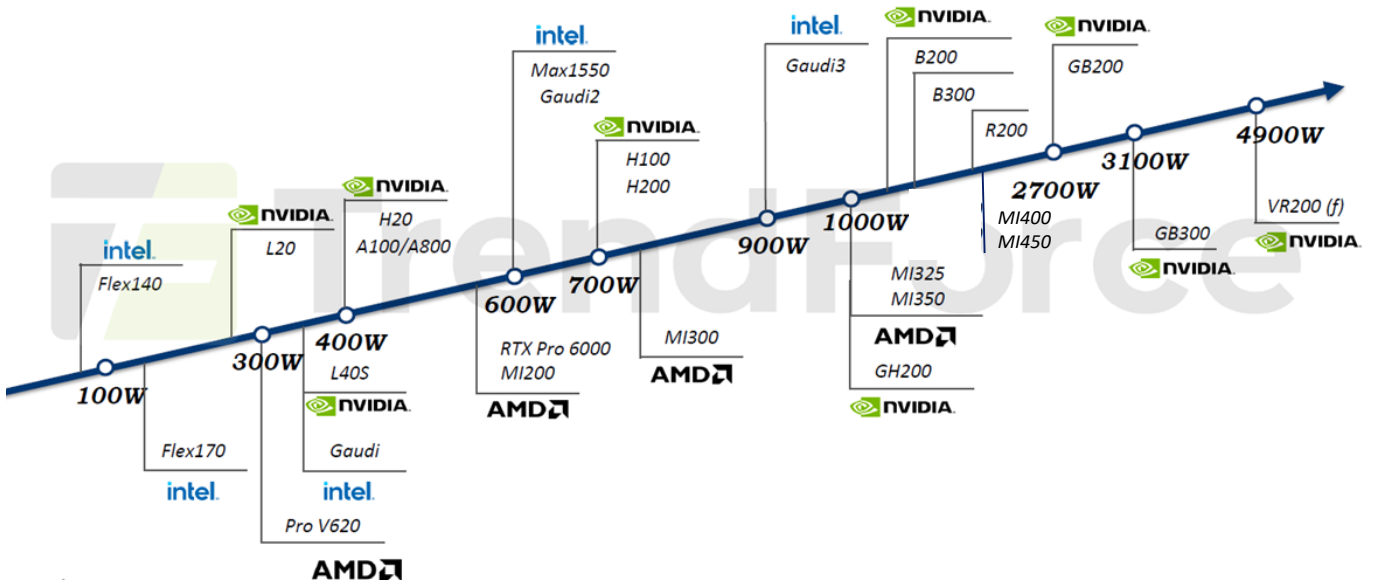 intel.
Flex140
100W
Flex170
intel.
NVIDIA.
L20
300W
Pro V620
AMD
NVIDIA.
H20
A100/A800
400W
L40S
NVIDIA.
Gaudi
intel.
intel.
Max1550
Gaudi2
600W
RTX Pro 6000
MI200
AMD
NVIDIA.
H100
H200
700W
MI300
AMD
intel.
Gaudi3
900W
1000W
MI325
MI350
AMD
GH200
NVIDIA.
NVIDIA.
B200
B300
R200
MI400
MI450
NVIDIA.
GB200
2700W
3100W
GB300
NVIDIA.
4900W
VR200 (f)
NVIDIA.
TrendForce